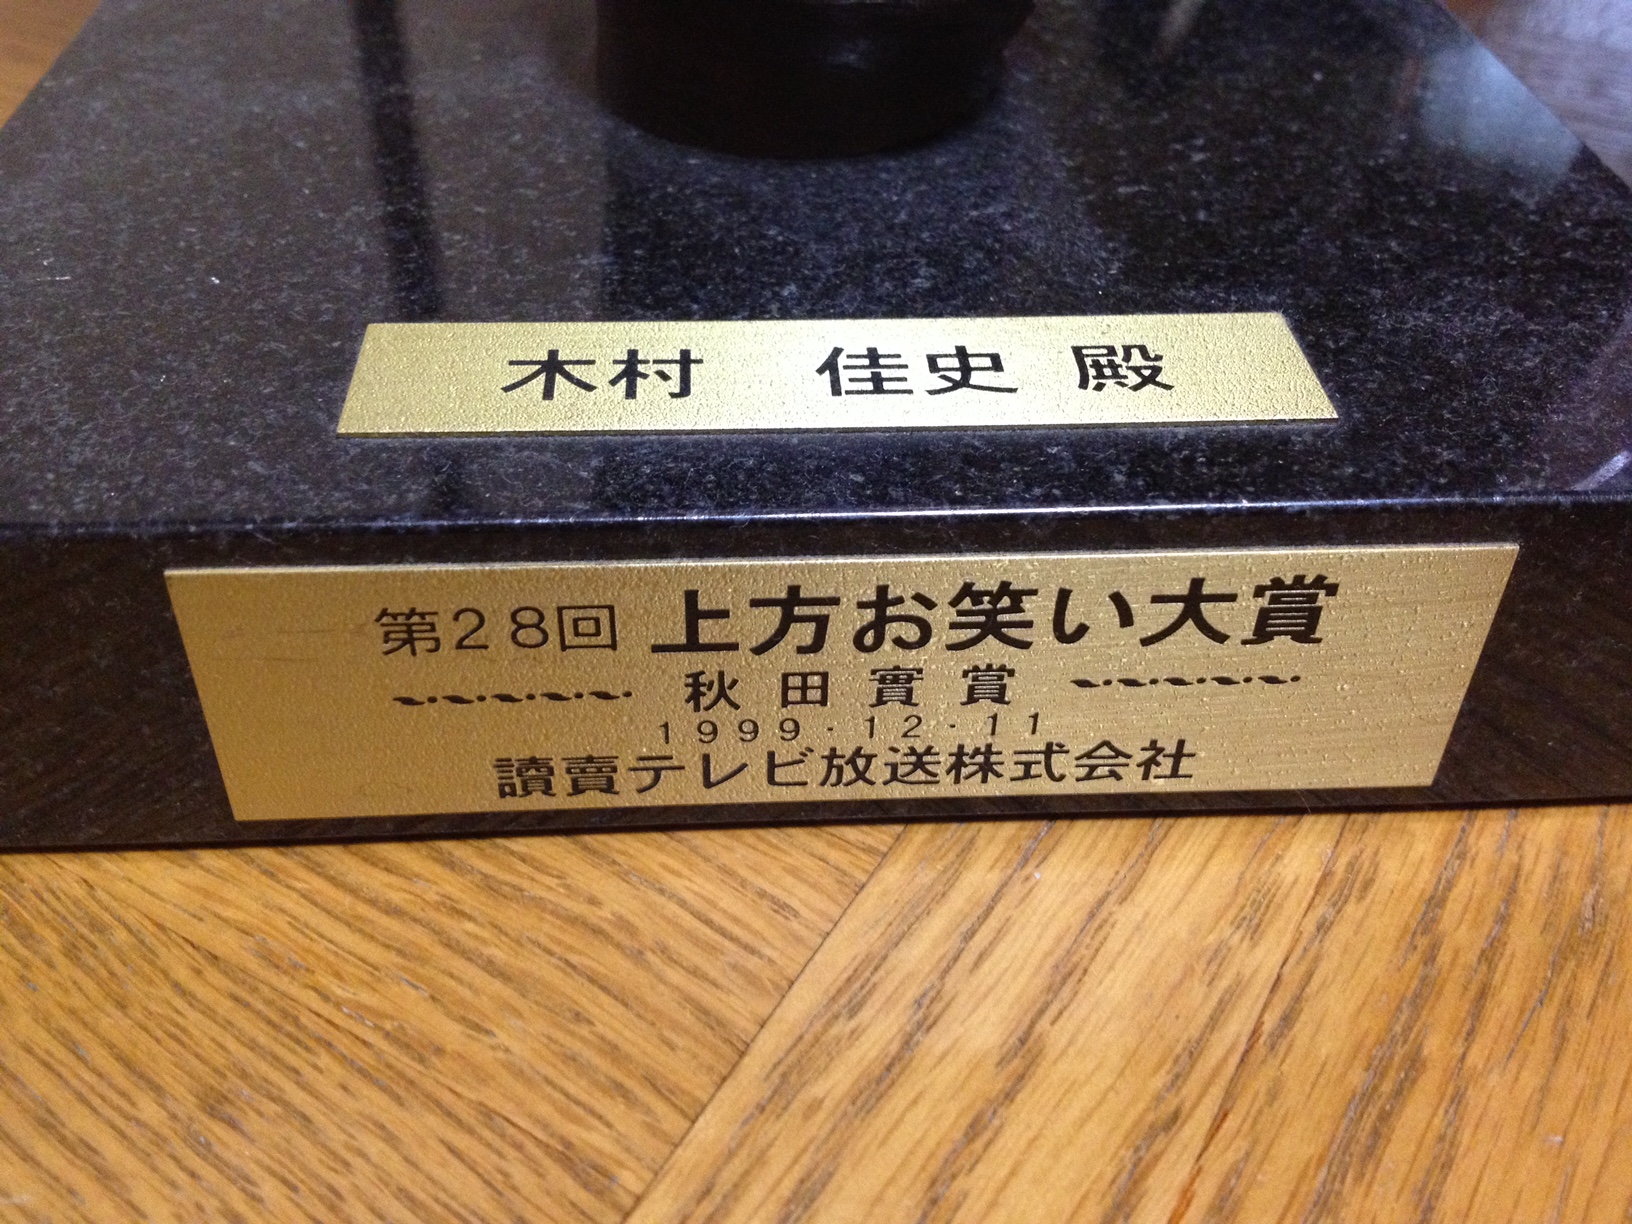 木村　佳史 殿
第28回 上方お笑い大賞
秋田實賞
1999・12・11
讀賣テレビ放送株式会社